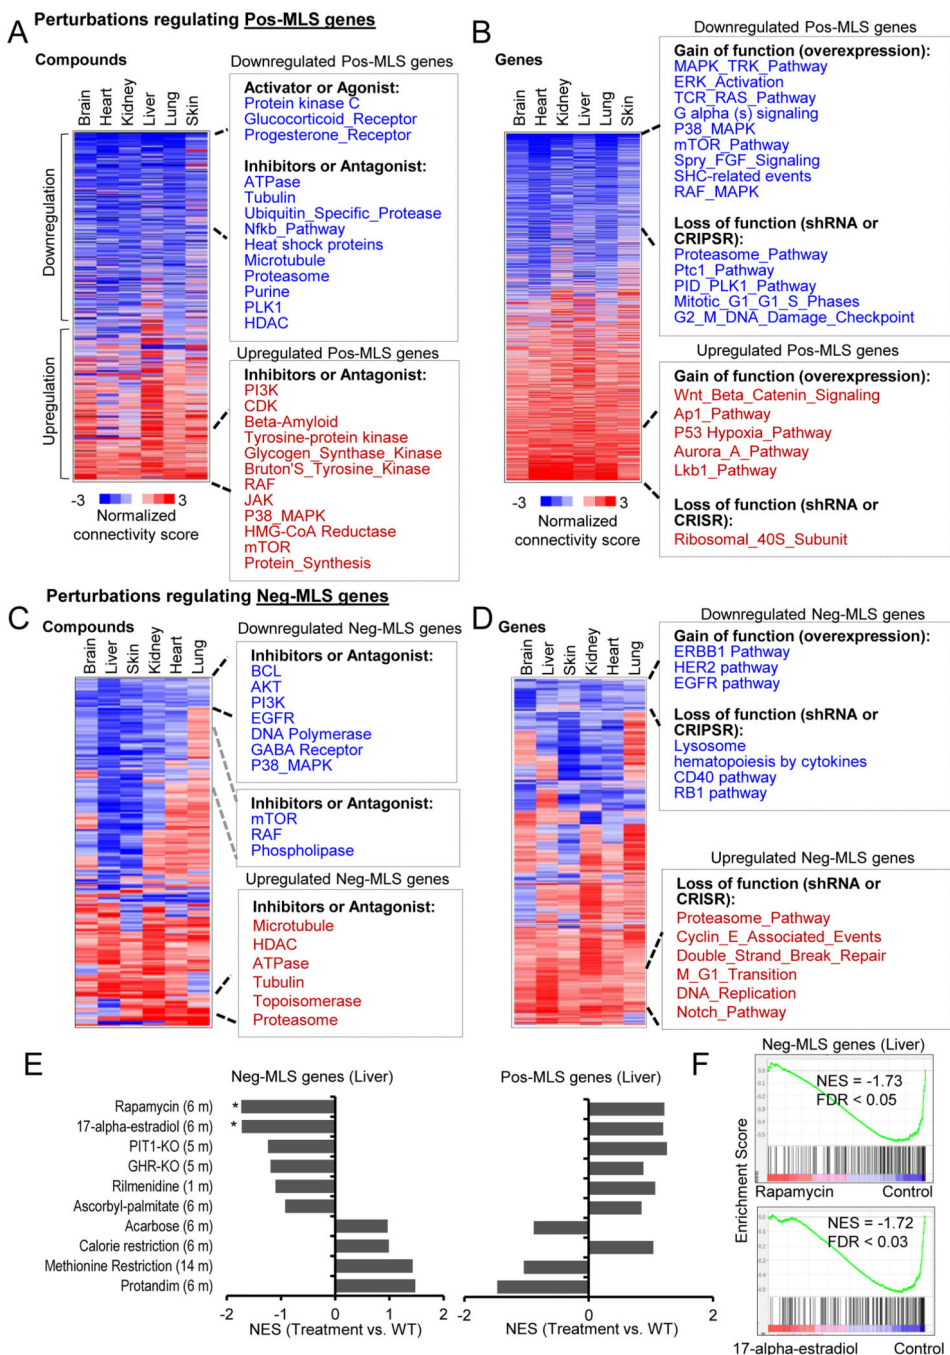 Perturbations regulating Pos-MLS genes
A
Compounds
Brain
Heart
Kidney
Liver
Lung
Skin
Downregulation
Upregulation
-3
3
Normalized
connectivity score
Downregulated Pos-MLS genes
Activator or Agonist:
Protein kinase C
Glucocorticoid_Receptor
Progesterone_Receptor
Inhibitors or Antagonist:
ATPase
Tubulin
Ubiquitin_Specific_Protease
Nfkb_Pathway
Heat shock proteins
Microtubule
Proteasome
Purine
PLK1
HDAC
Upregulated Pos-MLS genes
Inhibitors or Antagonist:
PI3K
CDK
Beta-Amyloid
Tyrosine-protein kinase
Glycogen_Synthase_Kinase
Bruton'S_Tyrosine_Kinase
RAF
JAK
P38_MAPK
HMG-CoA Reductase
mTOR
Protein_Synthesis
B
Genes
Brain
Heart
Kidney
Liver
Lung
Skin
-3
3
Normalized
connectivity score
Downregulated Pos-MLS genes
Gain of function (overexpression):
MAPK_TRK_Pathway
ERK_Activation
TCR_RAS_Pathway
G alpha (s) signaling
P38_MAPK
mTOR_Pathway
Spry_FGF_Signaling
SHC-related events
RAF_MAPK
Loss of function (shRNA or
CRIPSR):
Proteasome_Pathway
Ptc1_Pathway
PID_PLK1_Pathway
Mitotic_G1_G1_S_Phases
G2_M_DNA_Damage_Checkpoint
Upregulated Pos-MLS genes
Gain of function (overexpression):
Wnt_Beta_Catenin_Signaling
Ap1_Pathway
P53 Hypoxia_Pathway
Aurora_A_Pathway
Lkb1_Pathway
Loss of function (shRNA or
CRISR):
Ribosomal_40S_Subunit
Perturbations regulating Neg-MLS genes
C
Compounds
Brain
Liver
Skin
Kidney
Heart
Lung
Downregulated Neg-MLS genes
Inhibitors or Antagonist:
BCL
AKT
PI3K
EGFR
DNA Polymerase
GABA Receptor
P38_MAPK
Inhibitors or Antagonist:
mTOR
RAF
Phospholipase
Upregulated Neg-MLS genes
Inhibitors or Antagonist:
Microtubule
HDAC
ATPase
Tubulin
Topoisomerase
Proteasome
D
Genes
Brain
Liver
Skin
Kidney
Heart
Lung
Downregulated Neg-MLS genes
Gain of function (overexpression):
ERBB1 Pathway
HER2 pathway
EGFR pathway
Loss of function (shRNA or
CRIPSR):
Lysosome
hematopoiesis by cytokines
CD40 pathway
RB1 pathway
Upregulated Neg-MLS genes
Loss of function (shRNA or
CRISR):
Proteasome_Pathway
Cyclin_E_Associated_Events
Double_Strand_Break_Repair
M_G1_Transition
DNA_Replication
Notch_Pathway
E
Neg-MLS genes (Liver)
Pos-MLS genes (Liver)
Rapamycin (6 m) *
17-alpha-estradiol (6 m) *
PIT1-KO (5 m)
GHR-KO (5 m)
Rilmenidine (1 m)
Ascorbyl-palmitate (6 m)
Acarbose (6 m)
Calorie restriction (6 m)
Methionine Restriction (14 m)
Protandim (6 m)
-2 -1 0 1 2
NES (Treatment vs. WT)
-2 0 2
NES (Treatment vs. WT)
F
Neg-MLS genes (Liver)
Enrichment Score
NES = -1.73
FDR < 0.05
Rapamycin Control
NES = -1.72
FDR < 0.03
17-alpha-estradiol Control